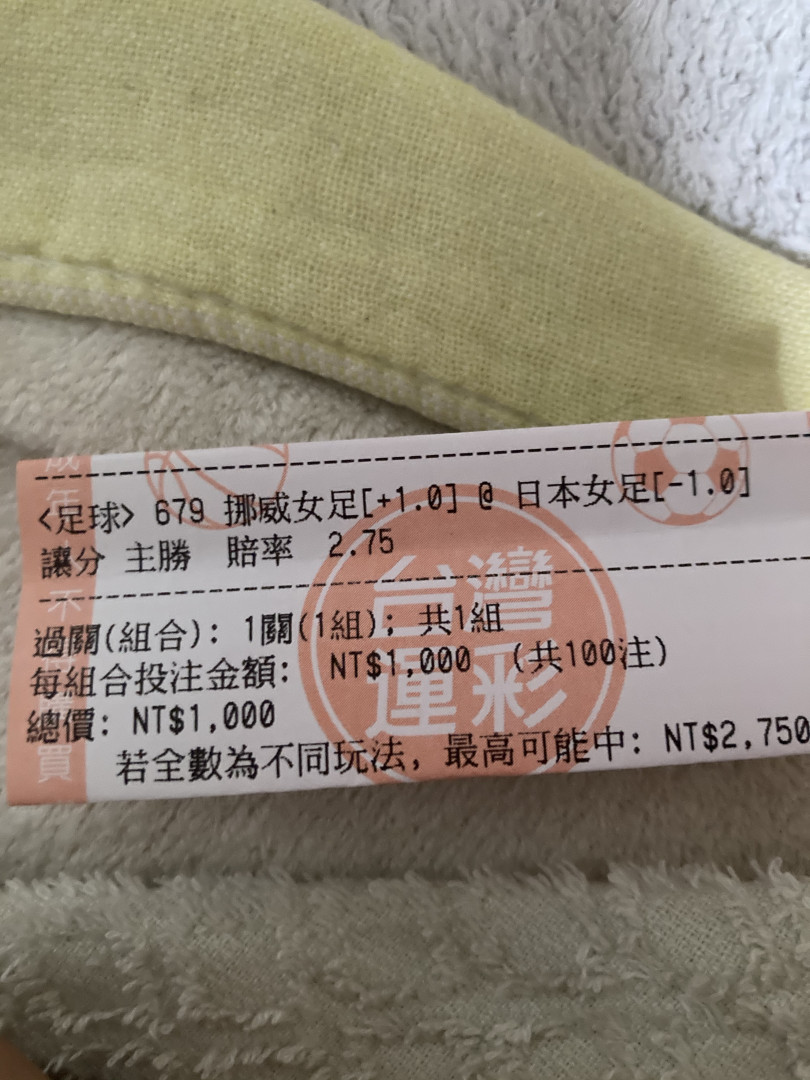 <足球> 679 挪威女足[+1.0] @ 日本女足[-1.0]
讓分 主勝 賠率 2.75
過關(組合): 1關(1組); 共1組
每組合投注金額: NT$1,000 (共100注)
總價: NT$1,000
若全數為不同玩法, 最高可能中: NT$2,750
台灣
運彩